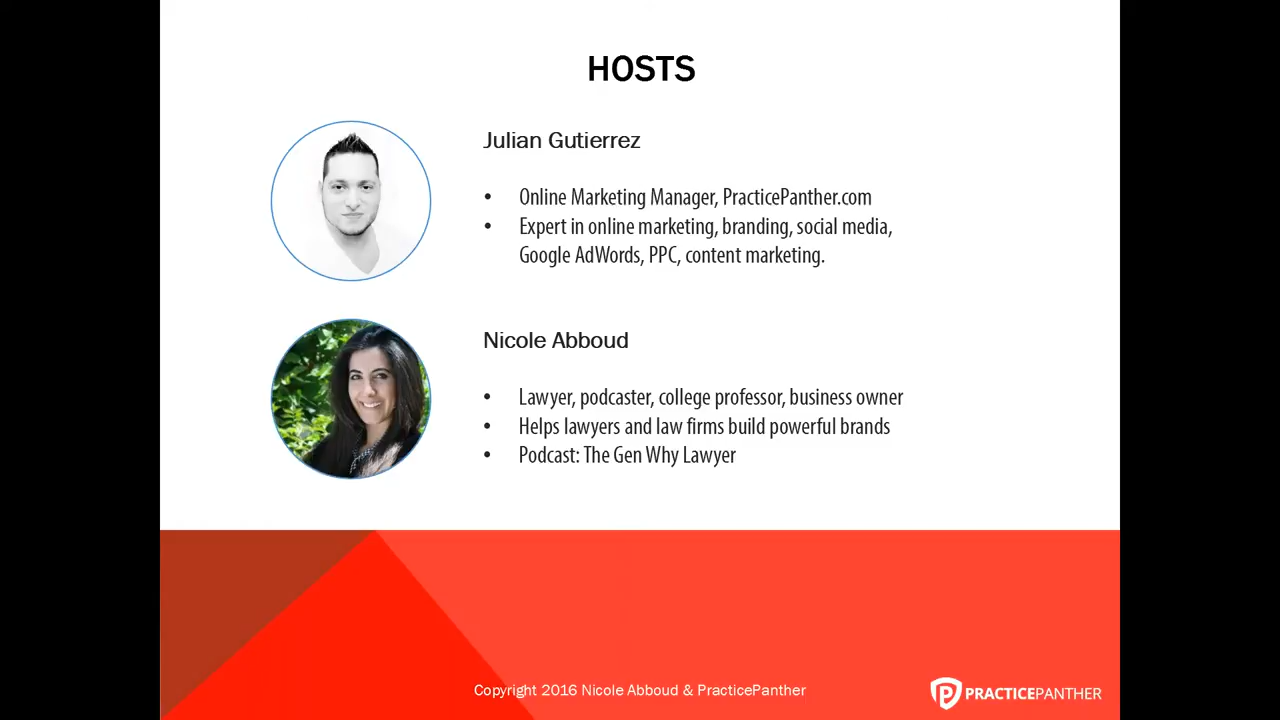 HOSTS
Julian Gutierrez
• Online Marketing Manager, PracticePanther.com
• Expert in online marketing, branding, social media,
Google AdWords, PPC, content marketing.
Nicole Abboud
• Lawyer, podcaster, college professor, business owner
• Helps lawyers and law firms build powerful brands
• Podcast: The Gen Why Lawyer
Copyright 2016 Nicole Abboud & PracticePanther
PRACTICEPANTHER